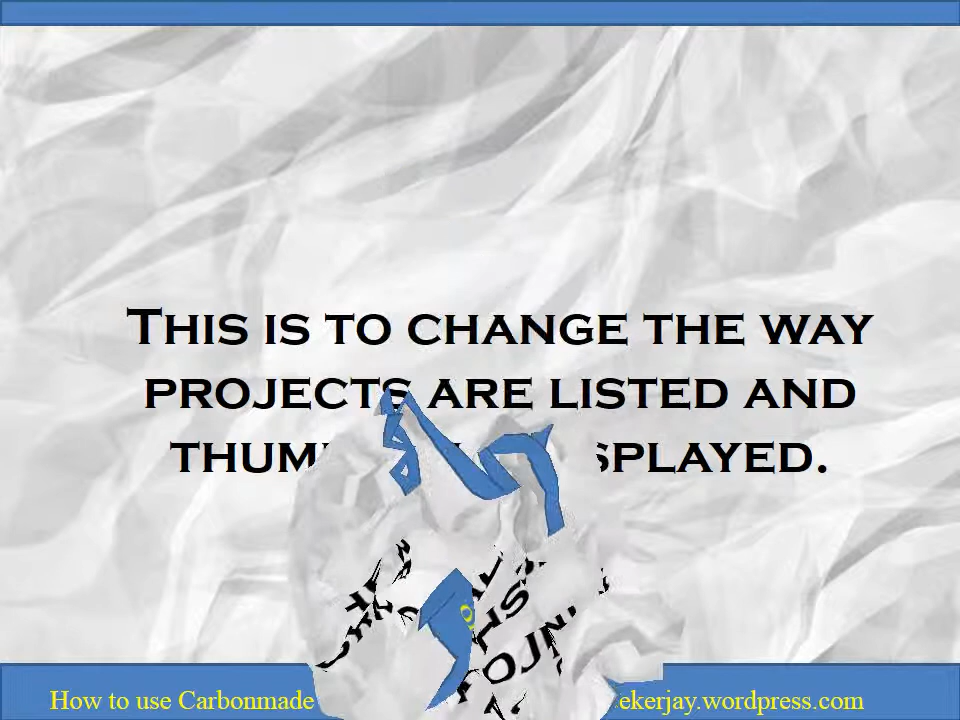 THIS IS TO CHANGE THE WAY
PROJECTS ARE LISTED AND
THUM SPLAYED.
How to use Carbonmade ekerjay.wordpress.com